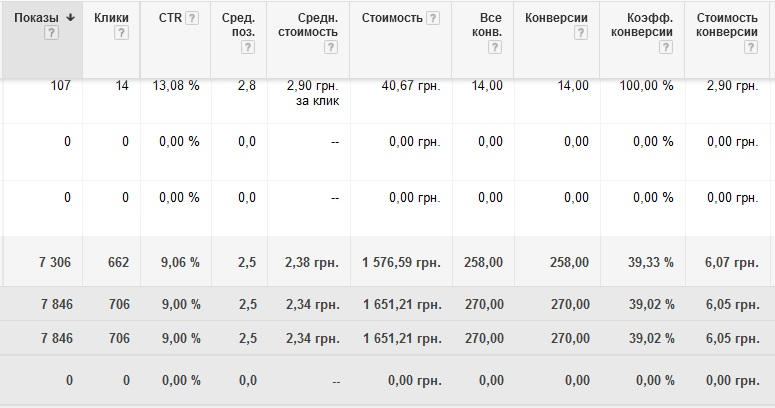 Показы ? Клики ? CTR ? Сред. поз. ? Средн. стоимость ? Стоимость ? Все конв. ? Конверсии ? Коэфф. конверсии ? Стоимость конверсии ?
107 14 13,08 % 2,8 2,90 грн. за клик 40,67 грн. 14,00 14,00 100,00 % 2,90 грн.
0 0 0,00 % 0,0 -- 0,00 грн. 0,00 0,00 0,00 % 0,00 грн.
0 0 0,00 % 0,0 -- 0,00 грн. 0,00 0,00 0,00 % 0,00 грн.
7 306 662 9,06 % 2,5 2,38 грн. 1 576,59 грн. 258,00 258,00 39,33 % 6,07 грн.
7 846 706 9,00 % 2,5 2,34 грн. 1 651,21 грн. 270,00 270,00 39,02 % 6,05 грн.
7 846 706 9,00 % 2,5 2,34 грн. 1 651,21 грн. 270,00 270,00 39,02 % 6,05 грн.
0 0 0,00 % 0,0 -- 0,00 грн. 0,00 0,00 0,00 % 0,00 грн.